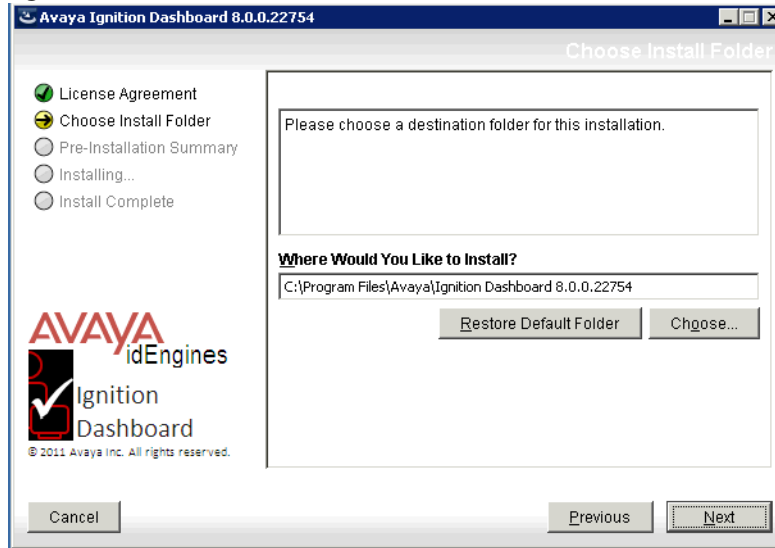 Avaya Ignition Dashboard 8.0.0.22754
Choose Install Folder
License Agreement
Choose Install Folder
Pre-Installation Summary
Installing...
Install Complete
Please choose a destination folder for this installation.
Where Would You Like to Install?
C:\Program Files\Avaya\Ignition Dashboard 8.0.0.22754
Restore Default Folder
Choose...
AVAYA
idEngines
Ignition
Dashboard
© 2011 Avaya Inc. All rights reserved.
Cancel
Previous
Next